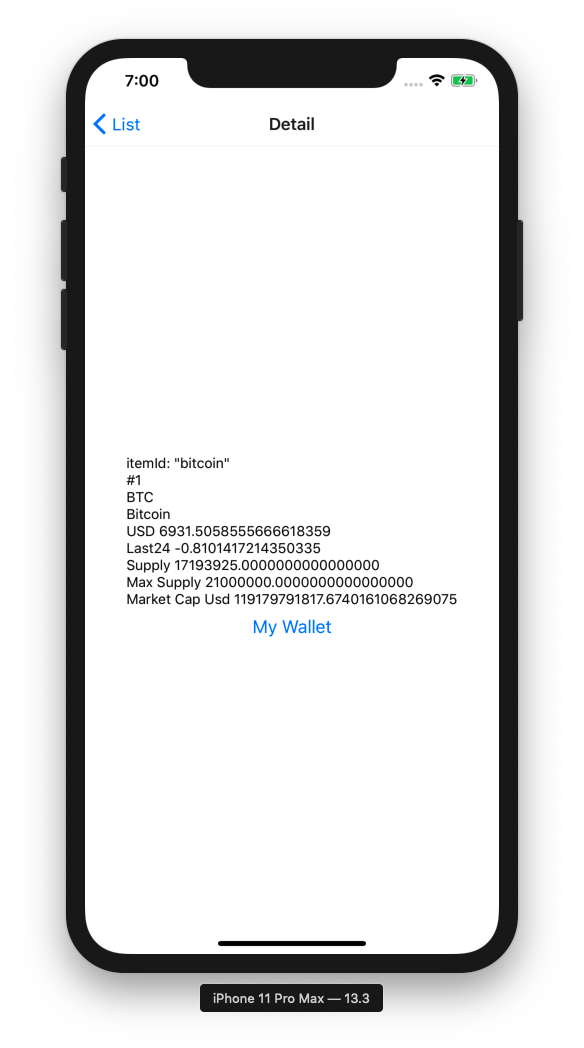 7:00
List
Detail
itemId: "bitcoin"
#1
BTC
Bitcoin
USD 6931.5058555666618359
Last24 -0.8101417214350335
Supply 17193925.0000000000000000
Max Supply 21000000.0000000000000000
Market Cap Usd 119179791817.6740161068269075
My Wallet
iPhone 11 Pro Max — 13.3